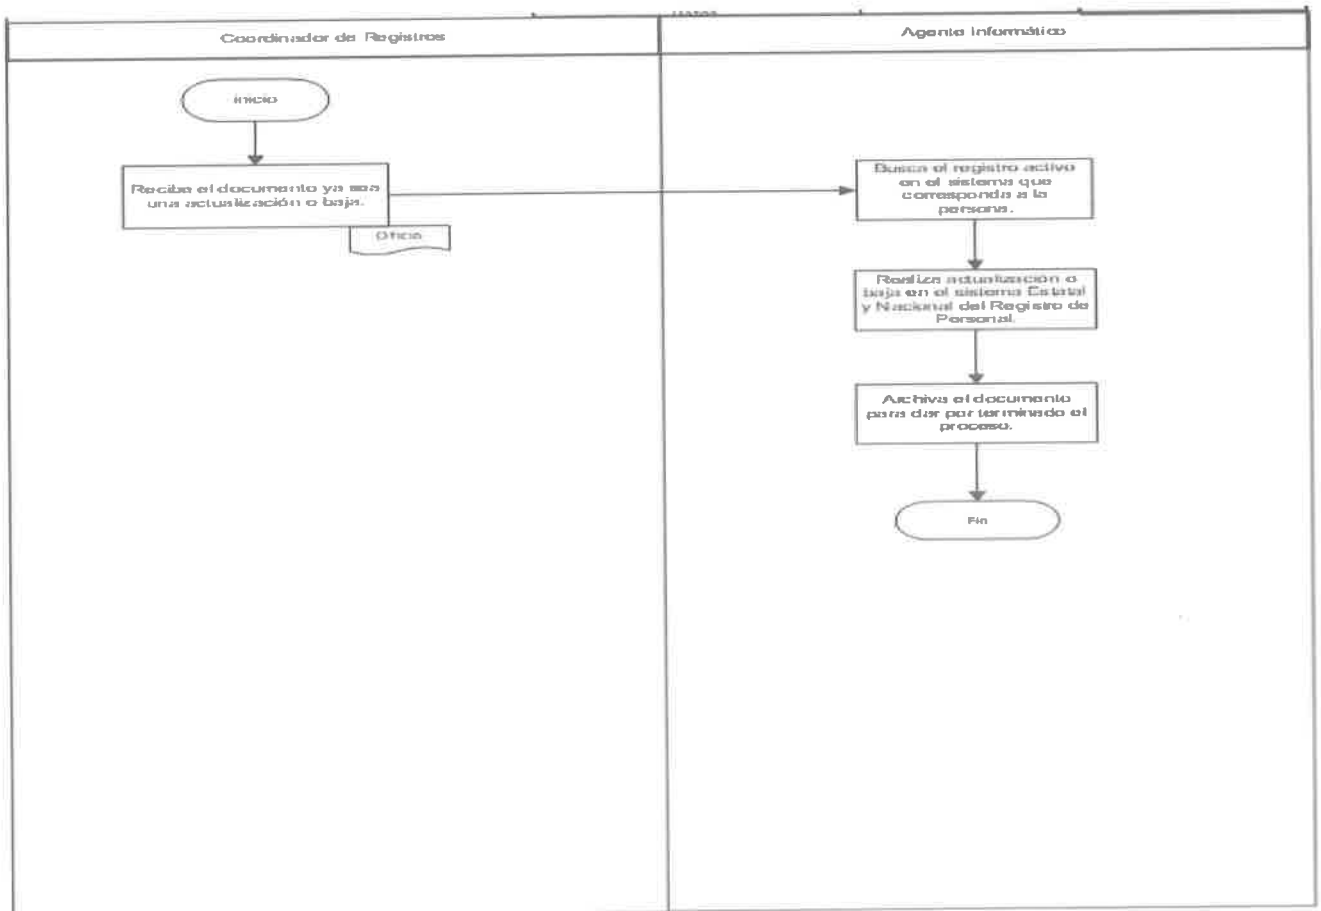 Coordinador de Registros
Agente Informático
inicio
Recibe el documento ya sea
una actualización o baja.
Oficio
Busca el registro activo
en el sistema que
corresponda a la
persona.
Realiza actualización o
baja en el sistema Estatal
y Nacional del Registro de
Personal.
Archiva el documento
para dar por terminado el
proceso.
Fin